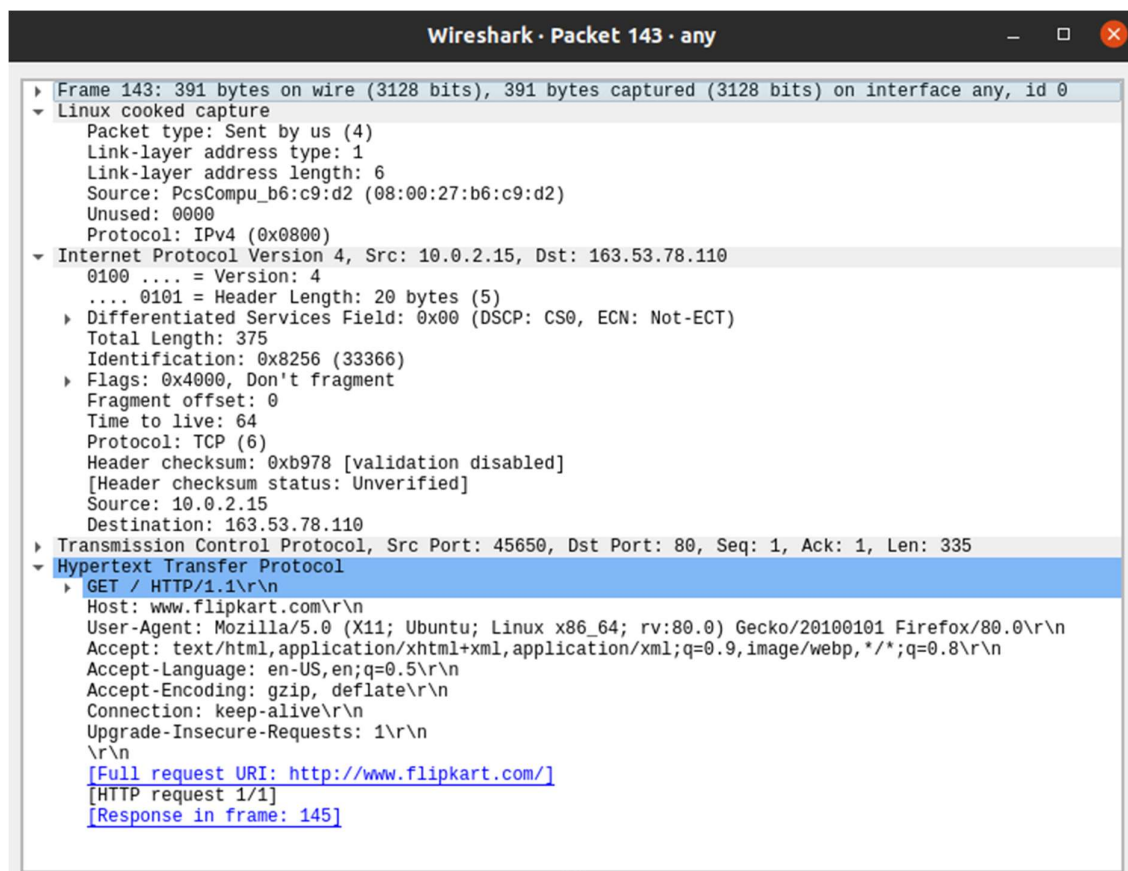 Wireshark · Packet 143 · any
Frame 143: 391 bytes on wire (3128 bits), 391 bytes captured (3128 bits) on interface any, id 0
Linux cooked capture
Packet type: Sent by us (4)
Link-layer address type: 1
Link-layer address length: 6
Source: PcsCompu_b6:c9:d2 (08:00:27:b6:c9:d2)
Unused: 0000
Protocol: IPv4 (0x0800)
Internet Protocol Version 4, Src: 10.0.2.15, Dst: 163.53.78.110
0100 .... = Version: 4
.... 0101 = Header Length: 20 bytes (5)
Differentiated Services Field: 0x00 (DSCP: CS0, ECN: Not-ECT)
Total Length: 375
Identification: 0x8256 (33366)
Flags: 0x4000, Don't fragment
Fragment offset: 0
Time to live: 64
Protocol: TCP (6)
Header checksum: 0xb978 [validation disabled]
[Header checksum status: Unverified]
Source: 10.0.2.15
Destination: 163.53.78.110
Transmission Control Protocol, Src Port: 45650, Dst Port: 80, Seq: 1, Ack: 1, Len: 335
Hypertext Transfer Protocol
GET / HTTP/1.1\r\n
Host: www.flipkart.com\r\n
User-Agent: Mozilla/5.0 (X11; Ubuntu; Linux x86_64; rv:80.0) Gecko/20100101 Firefox/80.0\r\n
Accept: text/html,application/xhtml+xml,application/xml;q=0.9,image/webp,*/*;q=0.8\r\n
Accept-Language: en-US,en;q=0.5\r\n
Accept-Encoding: gzip, deflate\r\n
Connection: keep-alive\r\n
Upgrade-Insecure-Requests: 1\r\n
\r\n
[Full request URI: http://www.flipkart.com/]
[HTTP request 1/1]
[Response in frame: 145]